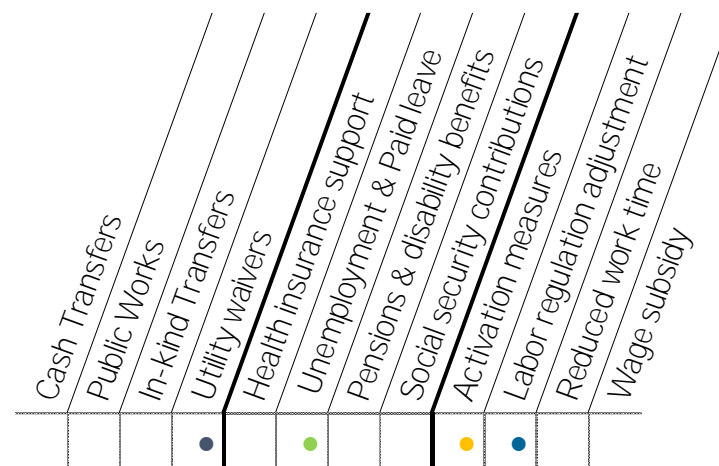 Cash Transfers
Public Works
In-kind Transfers
Utility waivers
Health insurance support
Unemployment & Paid leave
Pensions & disability benefits
Social security contributions
Activation measures
Labor regulation adjustment
Reduced work time
Wage subsidy